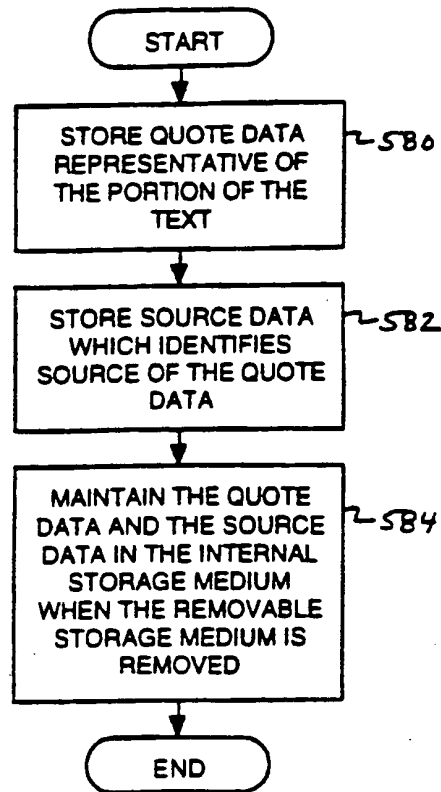 START
STORE QUOTE DATA
REPRESENTATIVE OF
THE PORTION OF THE
TEXT
580
STORE SOURCE DATA
WHICH IDENTIFIES
SOURCE OF THE QUOTE
DATA
582
MAINTAIN THE QUOTE
DATA AND THE SOURCE
DATA IN THE INTERNAL
STORAGE MEDIUM
WHEN THE REMOVABLE
STORAGE MEDIUM IS
REMOVED
584
END